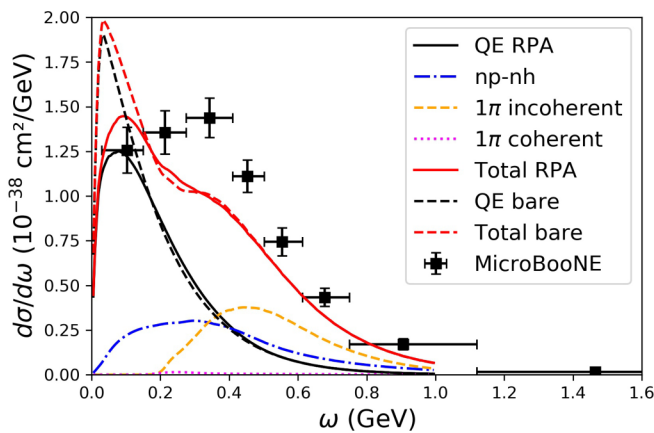 2.00
1.75
1.50
1.25
1.00
0.75
0.50
0.25
0.00
dσ/dω (10⁻³⁸ cm²/GeV)
QE RPA
np-nh
1π incoherent
1π coherent
Total RPA
QE bare
Total bare
MicroBooNE
0.0 0.2 0.4 0.6 0.8 1.0 1.2 1.4 1.6
ω (GeV)